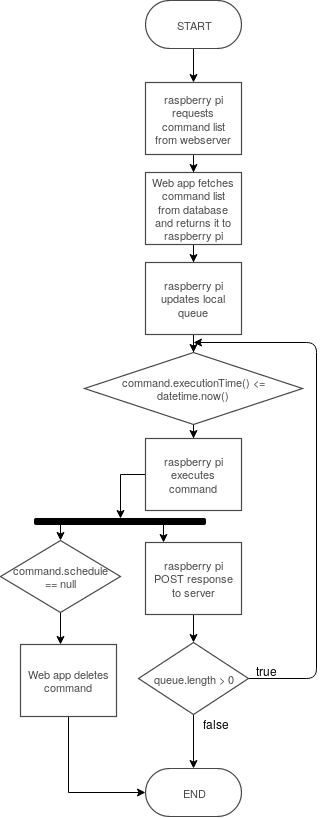 START
raspberry pi
requests
command list
from webserver
Web app fetches
command list
from database
and returns it to
raspberry pi
raspberry pi
updates local
queue
command.executionTime() <=
datetime.now()
raspberry pi
executes
command
command.schedule
== null
raspberry pi
POST response
to server
Web app deletes
command
queue.length > 0
true
false
END